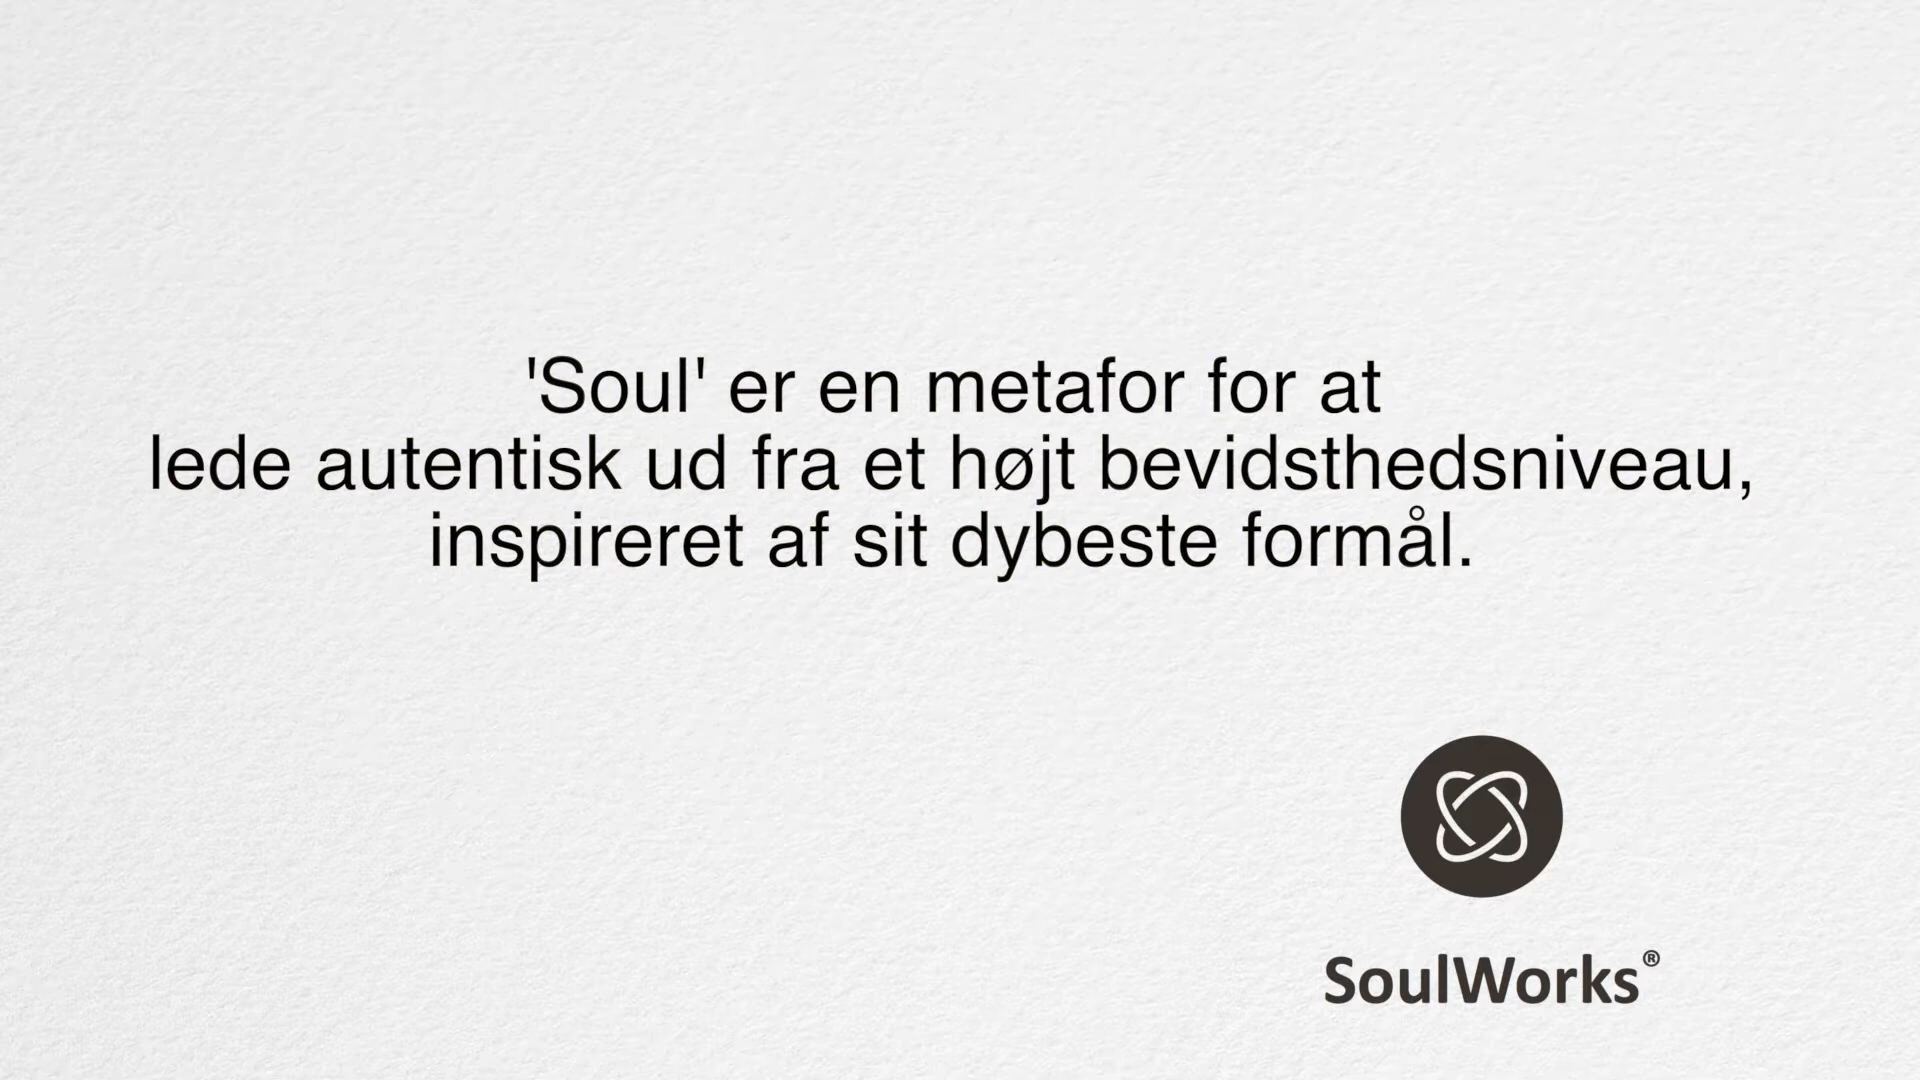 'Soul' er en metafor for at
lede autentisk ud fra et højt bevidsthedsniveau,
inspireret af sit dybeste formål.
SoulWorks®